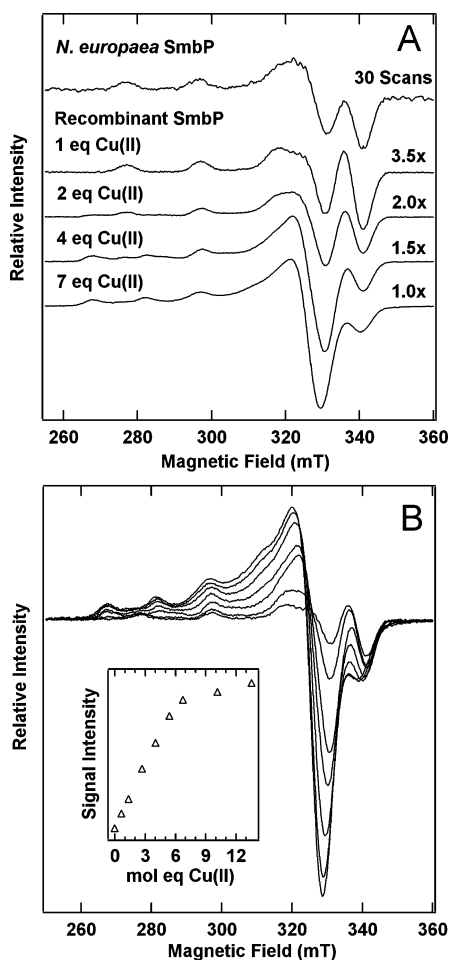 A
N. europaea SmbP
30 Scans
Recombinant SmbP
1 eq Cu(II)
3.5x
2 eq Cu(II)
2.0x
4 eq Cu(II)
1.5x
7 eq Cu(II)
1.0x
Relative Intensity
260 280 300 320 340 360
Magnetic Field (mT)
B
Relative Intensity
Signal Intensity
0 3 6 9 12
mol eq Cu(II)
260 280 300 320 340 360
Magnetic Field (mT)